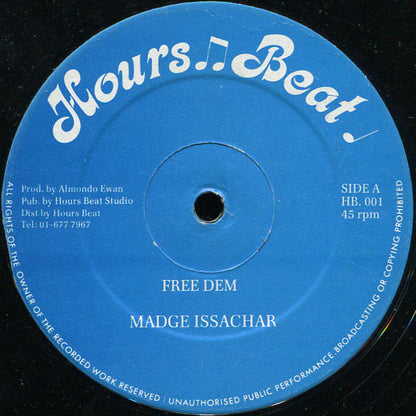 Hours Beat
Prod. by Almondo Ewan
Pub. by Hours Beat Studio
Dist by Hours Beat
Tel: 01-677 7967
SIDE A
HB. 001
45 rpm
FREE DEM
MADGE ISSACHAR
ALL RIGHTS OF THE OWNER OF THE RECORDED WORK RESERVED : UNAUTHORISED PUBLIC PERFORMANCE, BROADCASTING OR COPYING PROHIBITED